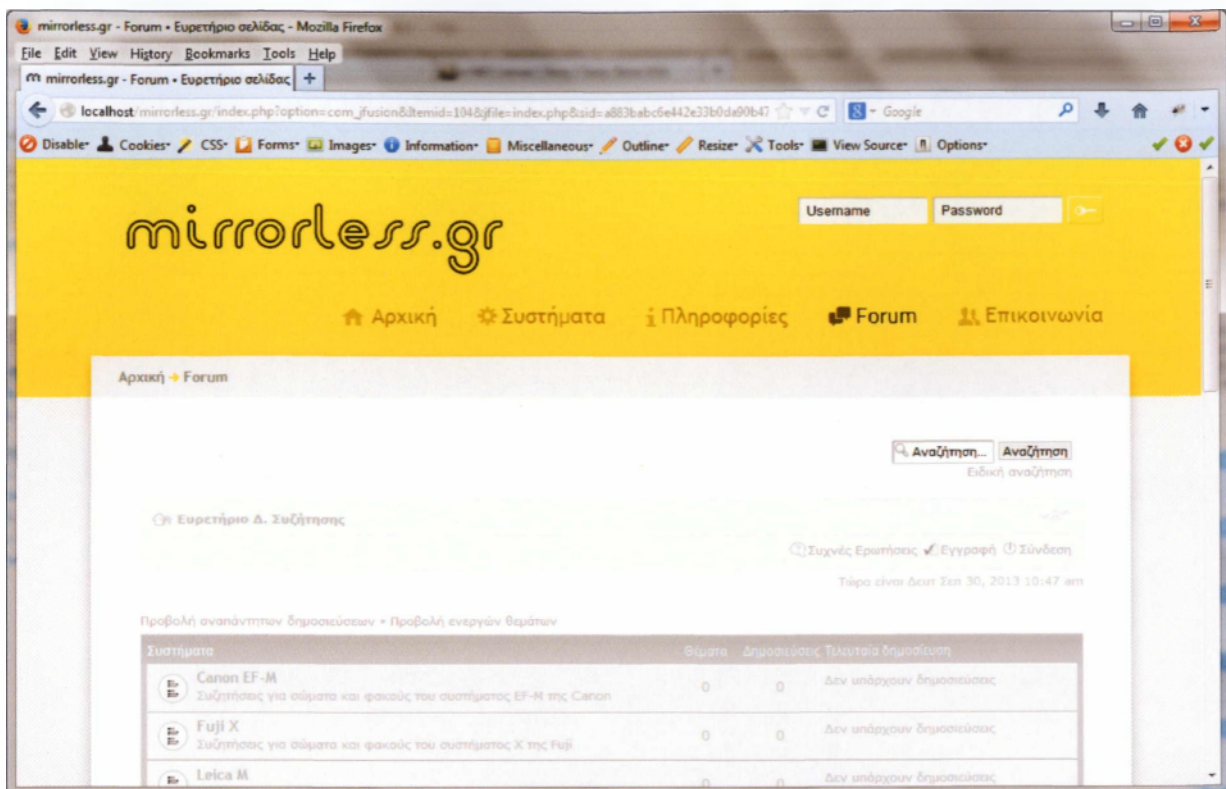 mirrorless.gr - Forum • Ευρετήριο σελίδας - Mozilla Firefox
File Edit View History Bookmarks Tools Help
m mirrorless.gr - Forum • Ευρετήριο σελίδας +
localhost/mirrorless.gr/index.php?option=com_jfusion&Itemid=104&jfile=index.php&sid=a883babc6e442e33b0da90b47 8 Google
Disable Cookies CSS Forms Images Information Miscellaneous Outline Resize Tools View Source Options
mirrorless.gr
Username Password
Αρχική Συστήματα Πληροφορίες Forum Επικοινωνία
Αρχική Forum
Αναζήτηση... Αναζήτηση
Ειδική αναζήτηση
Ευρετήριο Δ. Συζήτησης
Συχνές Ερωτήσεις Εγγραφή Σύνδεση
Τώρα είναι Δευτ Σεπ 30, 2013 10:47 am
Προβολή αναπάντητων δημοσιεύσεων • Προβολή ενεργών θεμάτων
Συστήματα Θέματα Δημοσιεύσεις Τελευταία δημοσίευση
Canon EF-M
Συζητήσεις για σώματα και φακούς του συστήματος EF-M της Canon 0 0 Δεν υπάρχουν δημοσιεύσεις
Fuji X
Συζητήσεις για σώματα και φακούς του συστήματος X της Fuji 0 0 Δεν υπάρχουν δημοσιεύσεις
Leica M 0 0 Δεν υπάρχουν δημοσιεύσεις